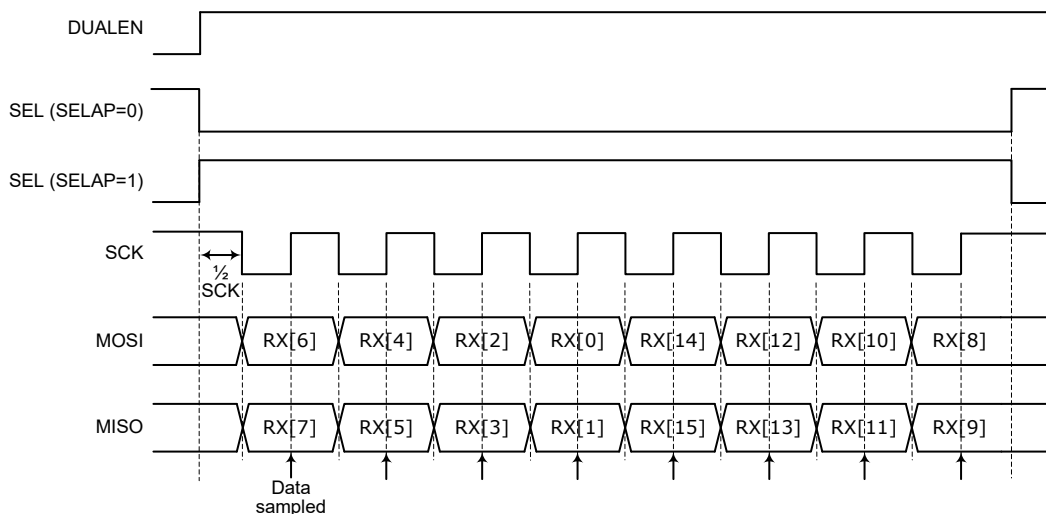 DUALEN
SEL (SELAP=0)
SEL (SELAP=1)
SCK
½
SCK
MOSI RX[6] RX[4] RX[2] RX[0] RX[14] RX[12] RX[10] RX[8]
MISO RX[7] RX[5] RX[3] RX[1] RX[15] RX[13] RX[11] RX[9]
Data
sampled